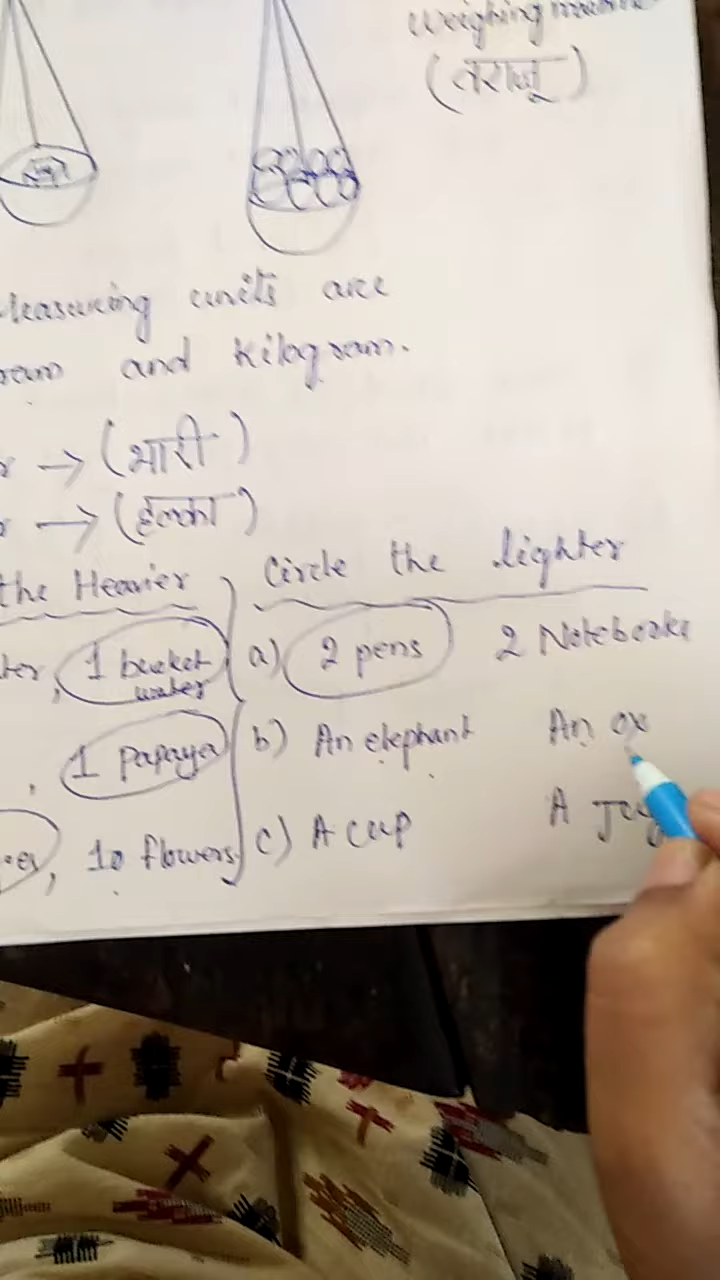 Weighing
(तराजू)
Measuring units are
and Kilogram.
→ (भारी)
→ (हल्का)
the Heavier
Circle the lighter
, 1 bucket water
a) 2 pens 2 Notebooks
, 1 papaya
b) An elephant An ox
, 10 flowers
c) A cup A